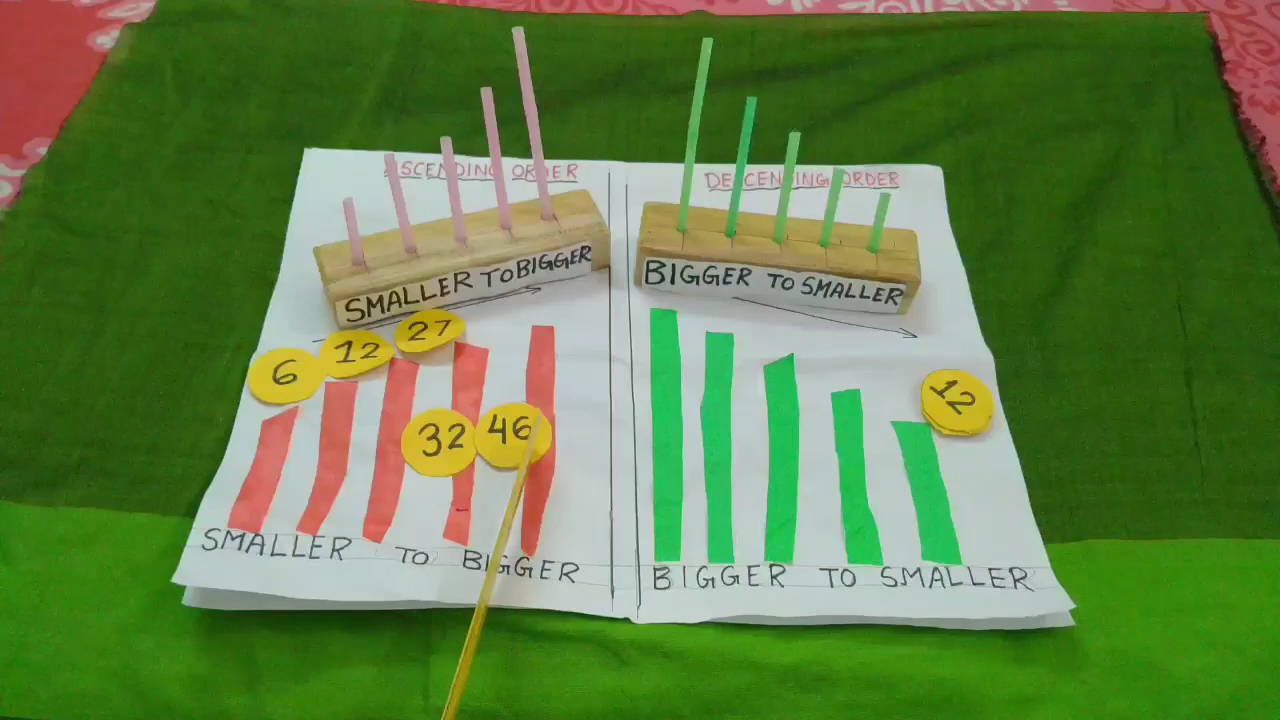 ASCENDING ORDER
SMALLER TO BIGGER
6 12 27
32 46
SMALLER TO BIGGER
DESCENDING ORDER
BIGGER TO SMALLER
12
BIGGER TO SMALLER